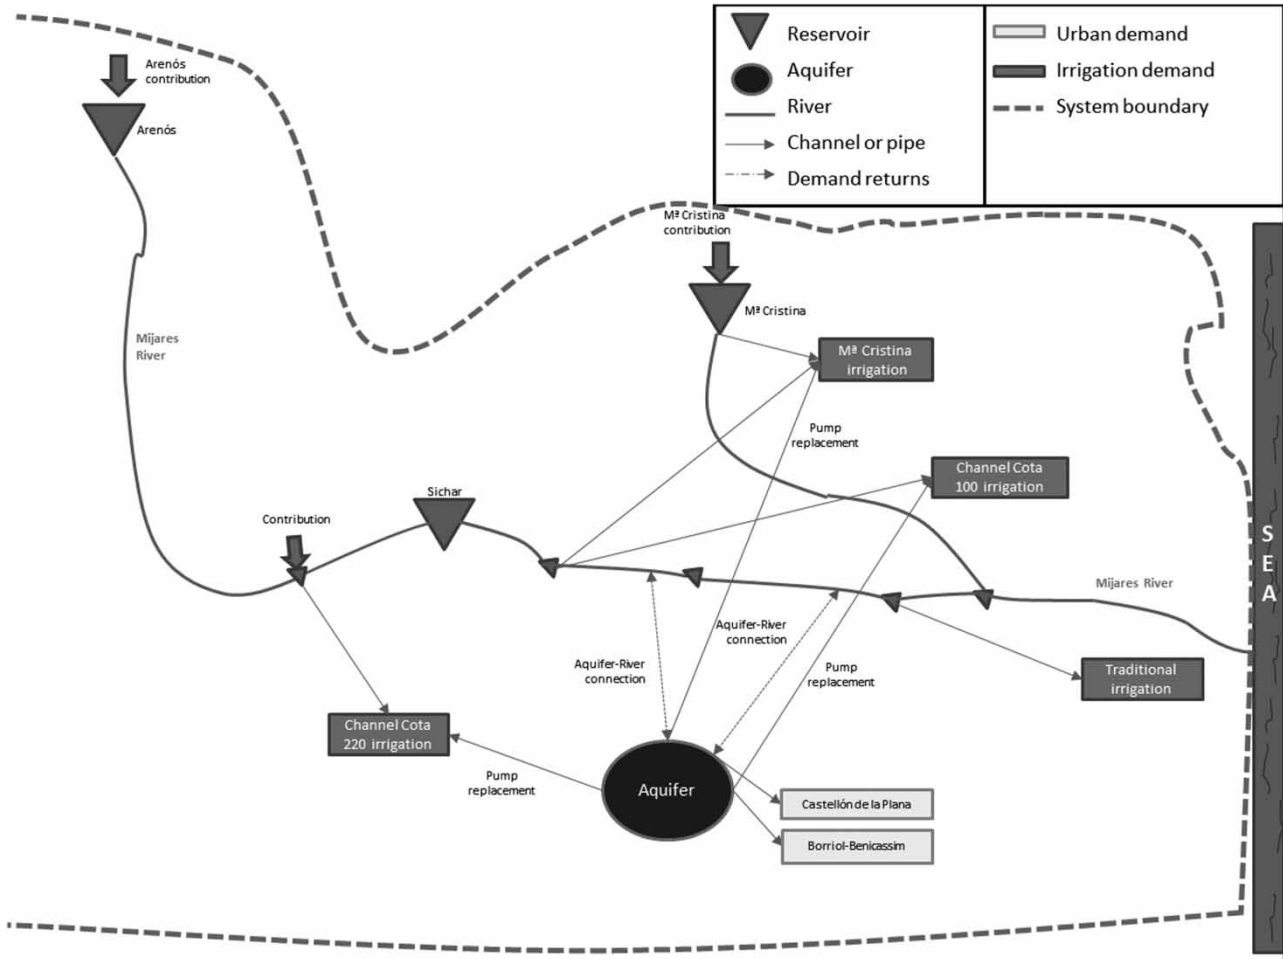 Reservoir
Aquifer
River
Channel or pipe
Demand returns
Urban demand
Irrigation demand
System boundary
Arenós
contribution
Arenós
Mª Cristina
contribution
Mª Cristina
Mijares
River
Mª Cristina
irrigation
Pump
replacement
Channel Cota
100 irrigation
Sichar
Contribution
SEA
Mijares River
Aquifer-River
connection
Aquifer-River
connection
Pump
replacement
Traditional
irrigation
Channel Cota
220 irrigation
Pump
replacement
Aquifer
Castellón de la Plana
Borriol-Benicassim